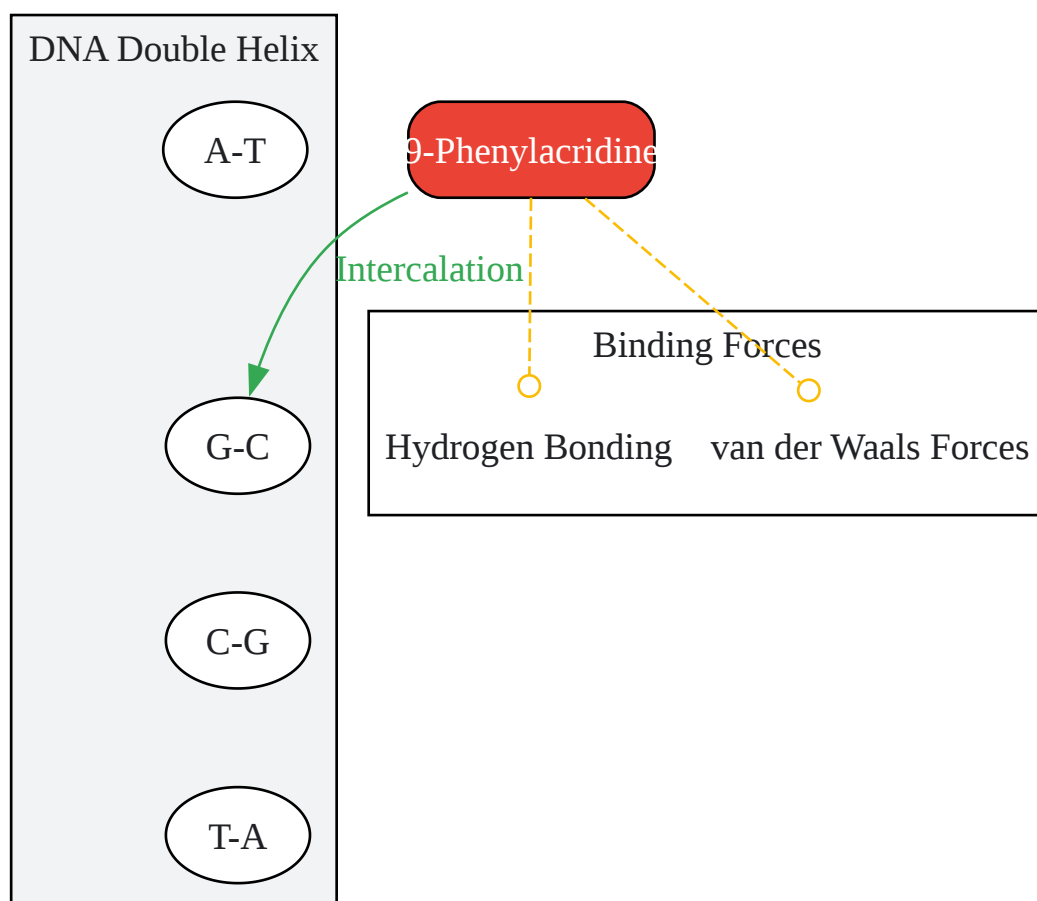 DNA Double Helix
A-T
9-Phenylacridine
Intercalation
Binding Forces
G-C
Hydrogen Bonding
van der Waals Forces
C-G
T-A